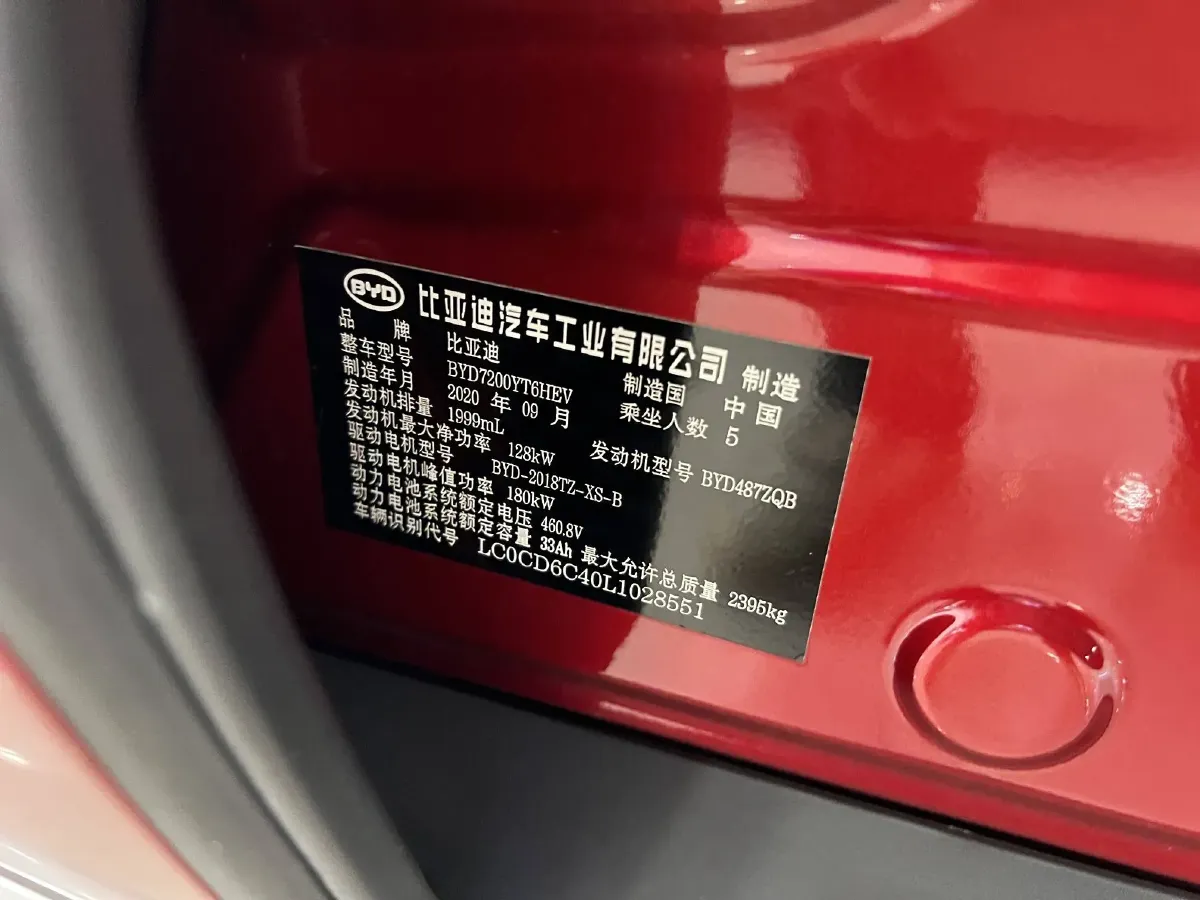 BYD 比亚迪汽车工业有限公司 制造
品牌 比亚迪 制造国 中国
整车型号 BYD7200YT6HEV 乘坐人数 5
制造年月 2020 年 09 月
发动机排量 1999mL 发动机型号 BYD487ZQB
发动机最大净功率 128kW
驱动电机型号 BYD-2018TZ-XS-B
驱动电机峰值功率 180kW
动力电池系统额定电压 460.8V
动力电池系统额定容量 33Ah 最大允许总质量 2395kg
车辆识别代号 LC0CD6C40L1028551